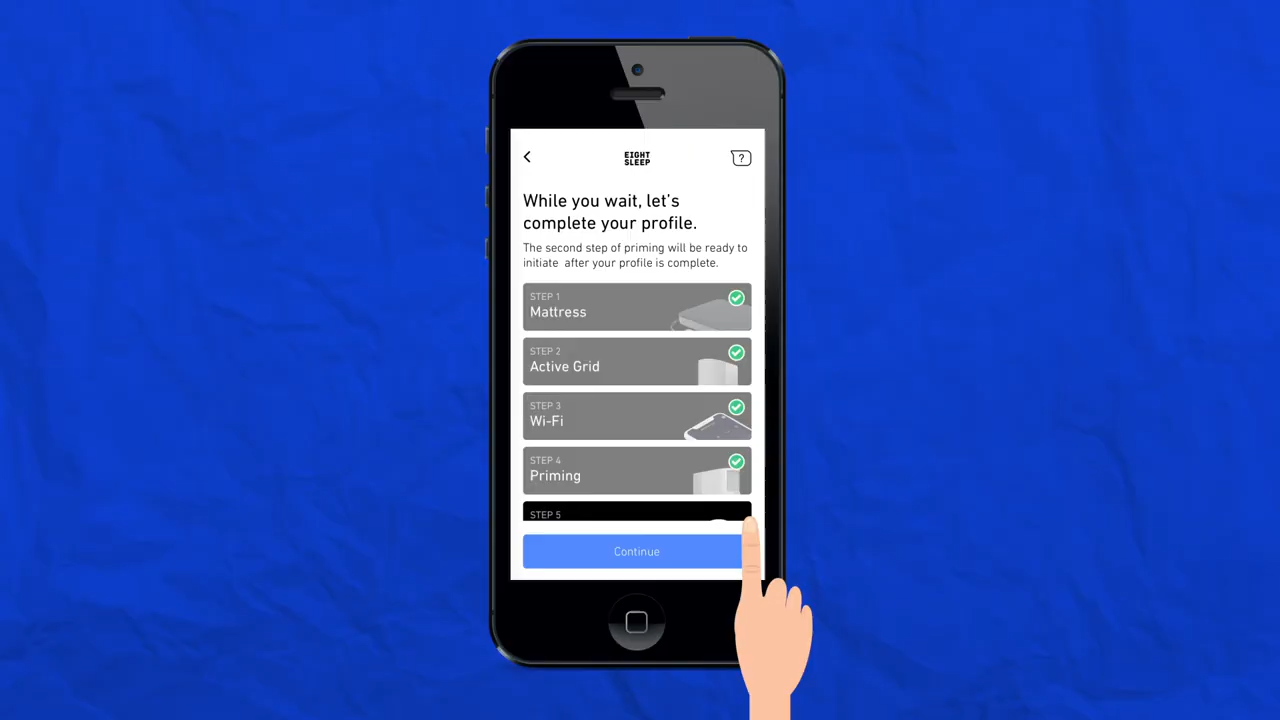 EIGHT
SLEEP
?
While you wait, let's
complete your profile.
The second step of priming will be ready to
initiate after your profile is complete.
STEP 1
Mattress
STEP 2
Active Grid
STEP 3
Wi-Fi
STEP 4
Priming
STEP 5
Continue